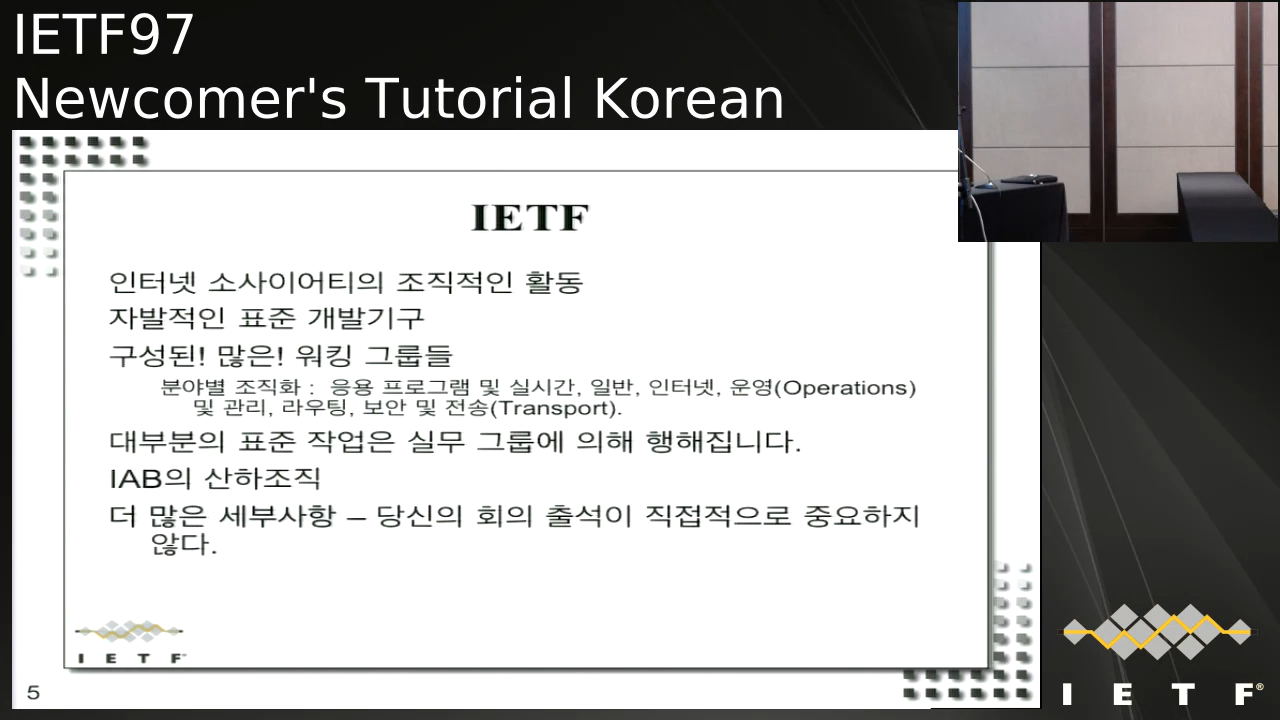 IETF97
Newcomer's Tutorial Korean
IETF
인터넷 소사이어티의 조직적인 활동
자발적인 표준 개발기구
구성된! 많은! 워킹 그룹들
분야별 조직화 : 응용 프로그램 및 실시간, 일반, 인터넷, 운영(Operations)
및 관리, 라우팅, 보안 및 전송(Transport).
대부분의 표준 작업은 실무 그룹에 의해 행해집니다.
IAB의 산하조직
더 많은 세부사항 – 당신의 회의 출석이 직접적으로 중요하지
않다.
I E T F
5
I E T F®